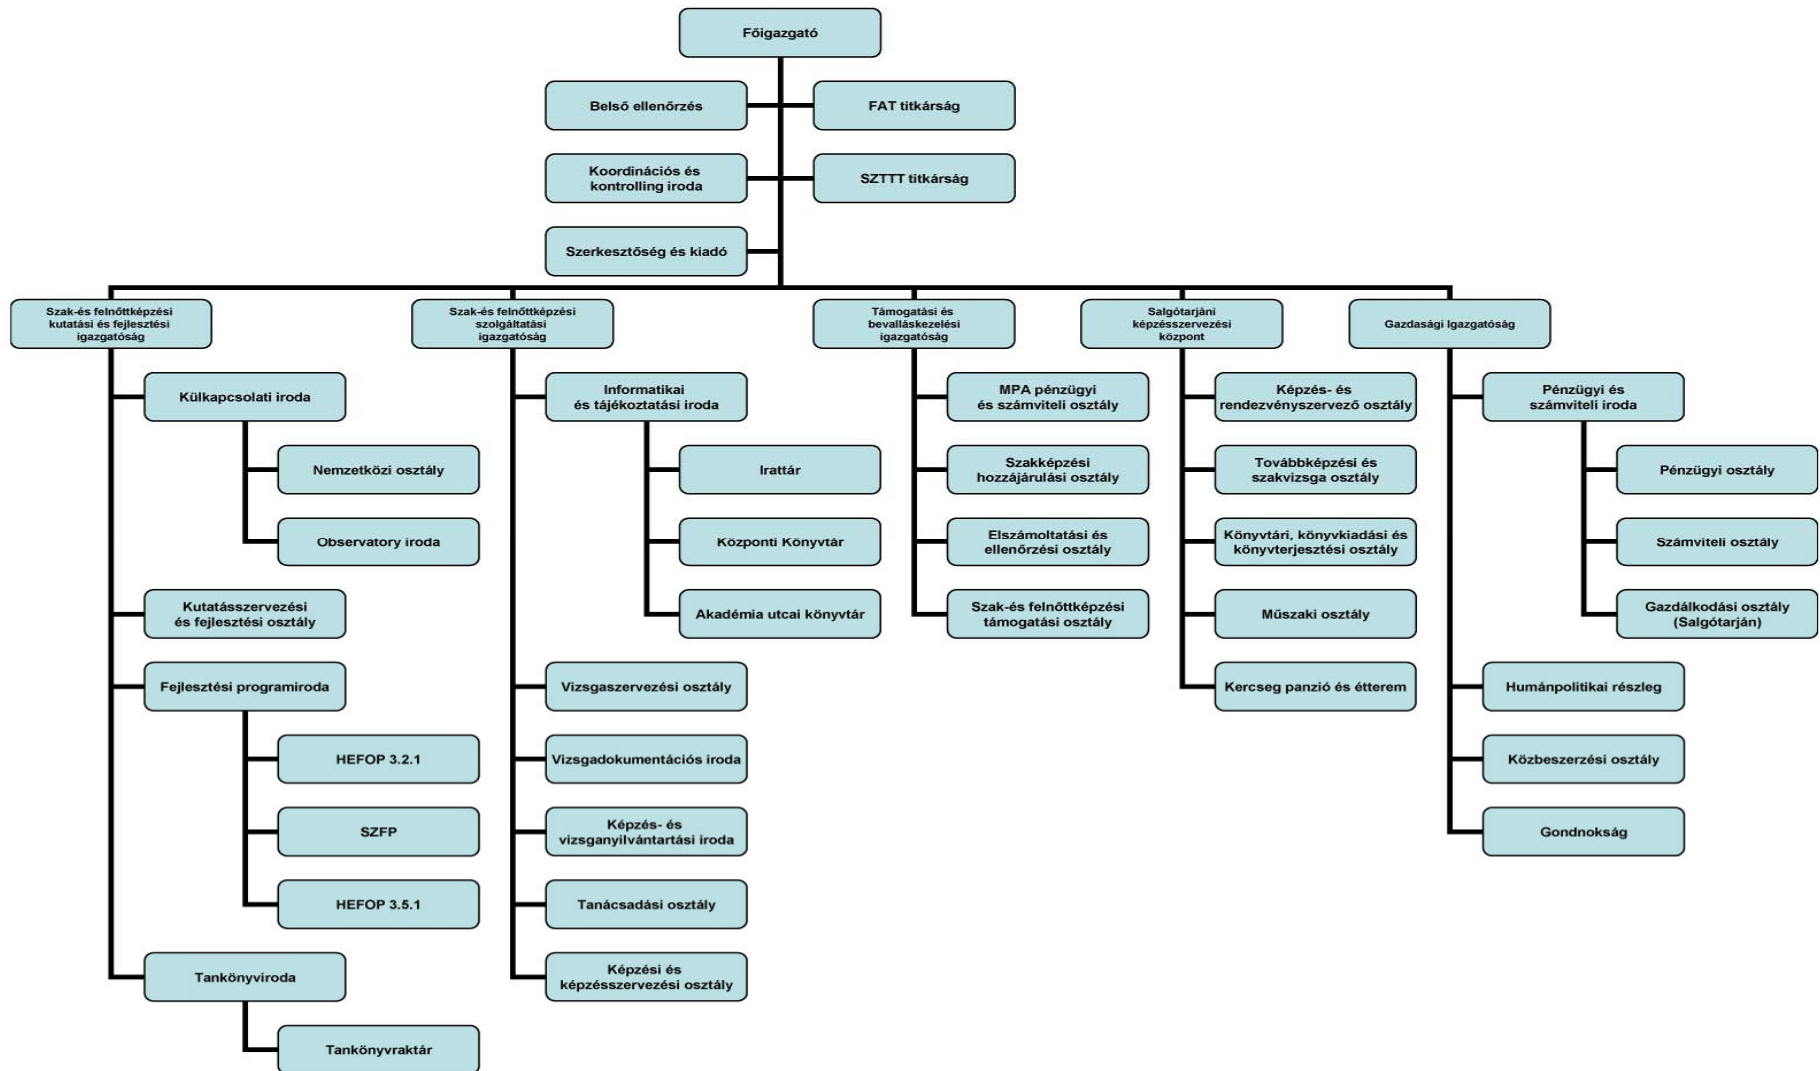 Főigazgató
Belső ellenőrzés
FAT titkárság
Koordinációs és
kontrolling iroda
SZTTT titkárság
Szerkesztőség és kiadó
Szak-és felnőttképzési
kutatási és fejlesztési
igazgatóság
Külkapcsolati iroda
Nemzetközi osztály
Observatory iroda
Kutatásszervezési
és fejlesztési osztály
Fejlesztési programiroda
HEFOP 3.2.1
SZFP
HEFOP 3.5.1
Tankönyviroda
Tankönyvraktár
Szak-és felnőttképzési
szolgáltatási
igazgatóság
Informatikai
és tájékoztatási iroda
Irattár
Központi Könyvtár
Akadémia utcai könyvtár
Vizsgaszervezési osztály
Vizsgadokumentációs iroda
Képzés- és
vizsganyilvántartási iroda
Tanácsadási osztály
Képzési és
képzésszervezési osztály
Támogatási és
bevalláskezelési
igazgatóság
MPA pénzügyi
és számviteli osztály
Szakképzési
hozzájárulási osztály
Elszámoltatási és
ellenőrzési osztály
Szak-és felnőttképzési
támogatási osztály
Salgótarjáni
képzésszervezési
központ
Képzés- és
rendezvényszervező osztály
Továbbképzési és
szakvizsga osztály
Könyvtári, könyvkiadási és
könyvterjesztési osztály
Műszaki osztály
Kercseg panzió és étterem
Gazdasági Igazgatóság
Pénzügyi és
számviteli iroda
Pénzügyi osztály
Számviteli osztály
Gazdálkodási osztály
(Salgótarján)
Humánpolitikai részleg
Közbeszerzési osztály
Gondnokság